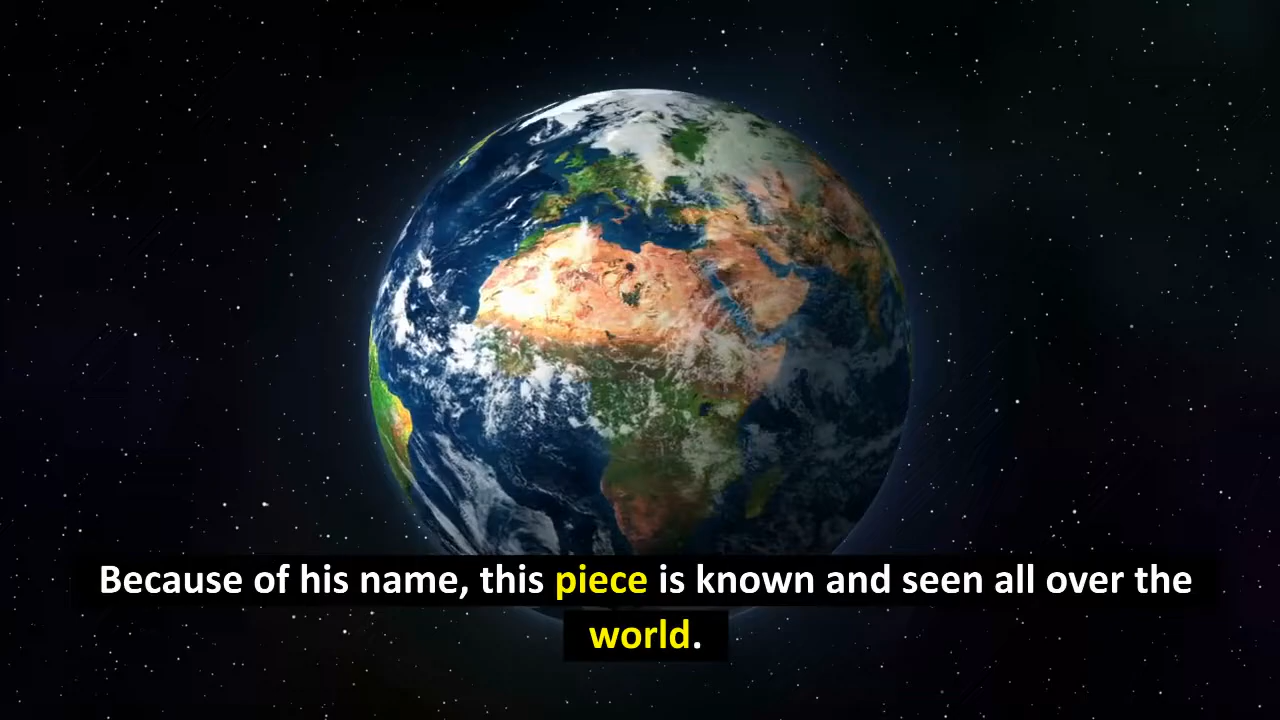 Because of his name, this piece is known and seen all over the
world.